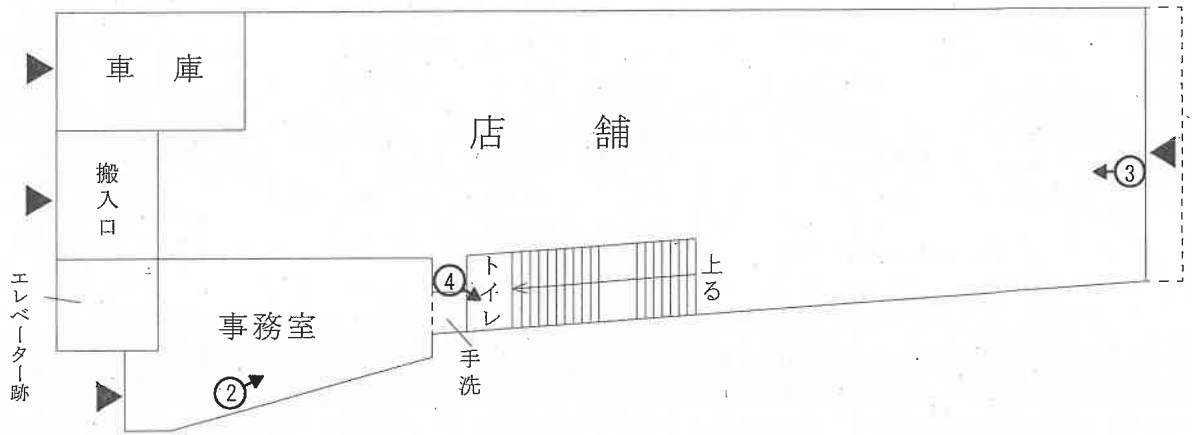 車庫
店舗
搬入口
③
エレベーター跡
事務室
④
トイレ
上る
手洗
②